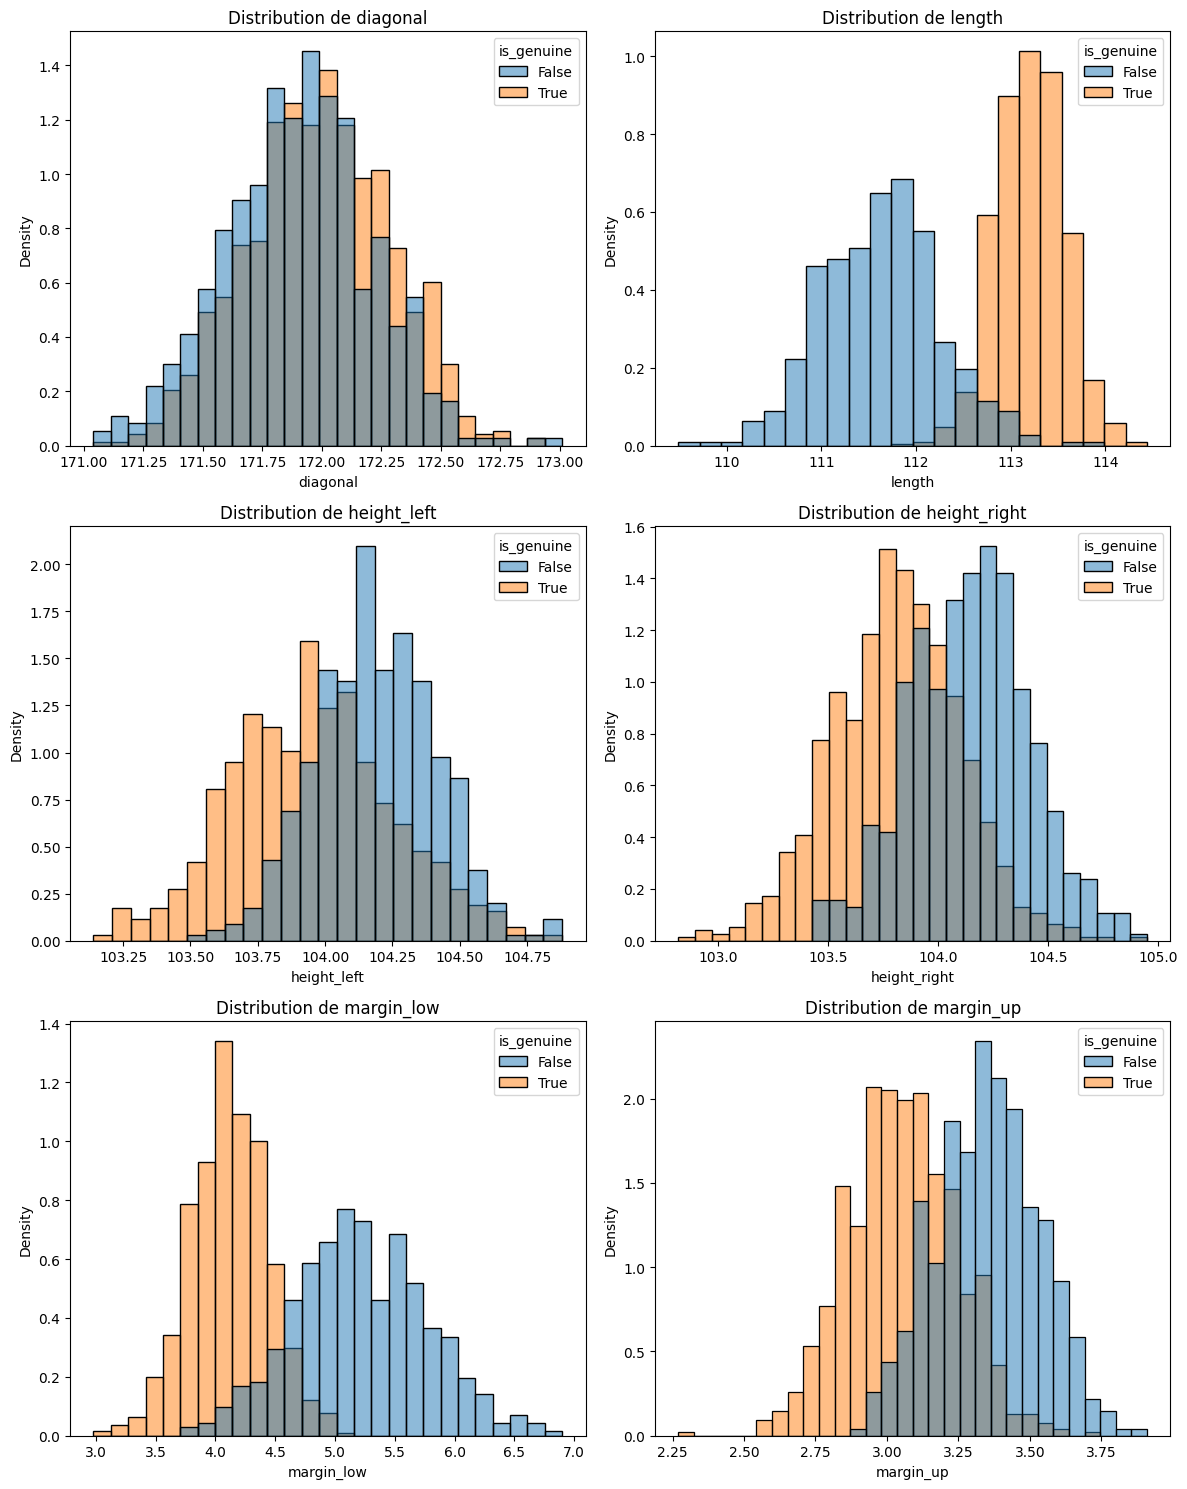 Distribution de diagonal
is_genuine
False
True
Density
1.4
1.2
1.0
0.8
0.6
0.4
0.2
0.0
171.00 171.25 171.50 171.75 172.00 172.25 172.50 172.75 173.00
diagonal
Distribution de length
is_genuine
False
True
Density
1.0
0.8
0.6
0.4
0.2
0.0
110 111 112 113 114
length
Distribution de height_left
is_genuine
False
True
Density
2.00
1.75
1.50
1.25
1.00
0.75
0.50
0.25
0.00
103.25 103.50 103.75 104.00 104.25 104.50 104.75
height_left
Distribution de height_right
is_genuine
False
True
Density
1.6
1.4
1.2
1.0
0.8
0.6
0.4
0.2
0.0
103.0 103.5 104.0 104.5 105.0
height_right
Distribution de margin_low
is_genuine
False
True
Density
1.4
1.2
1.0
0.8
0.6
0.4
0.2
0.0
3.0 3.5 4.0 4.5 5.0 5.5 6.0 6.5 7.0
margin_low
Distribution de margin_up
is_genuine
False
True
Density
2.0
1.5
1.0
0.5
0.0
2.25 2.50 2.75 3.00 3.25 3.50 3.75
margin_up